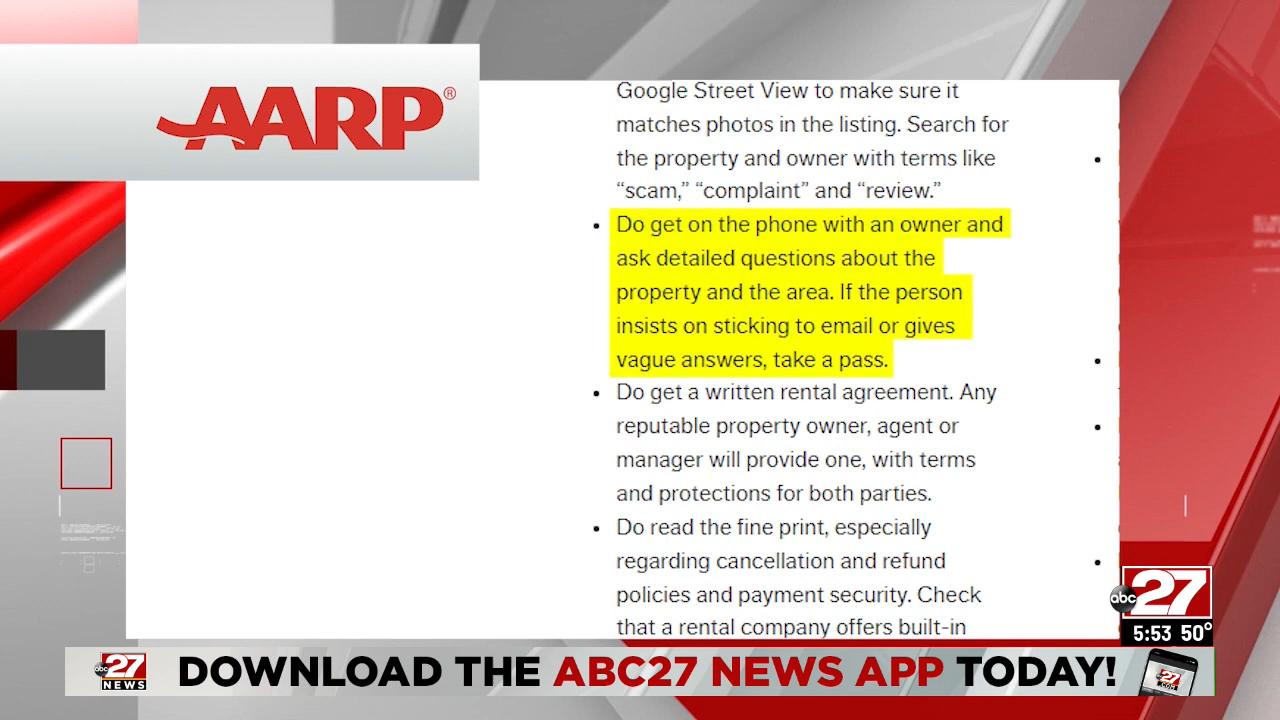 AARP®
Google Street View to make sure it
matches photos in the listing. Search for
the property and owner with terms like
“scam,” “complaint” and “review.”
• Do get on the phone with an owner and
ask detailed questions about the
property and the area. If the person
insists on sticking to email or gives
vague answers, take a pass.
• Do get a written rental agreement. Any
reputable property owner, agent or
manager will provide one, with terms
and protections for both parties.
• Do read the fine print, especially
regarding cancellation and refund
policies and payment security. Check
that a rental company offers built-in
abc 27
5:53 50°
abc 27 NEWS
DOWNLOAD THE ABC27 NEWS APP TODAY!